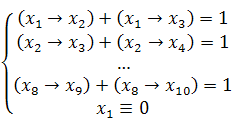 (x₁ → x₂) + (x₁ → x₃) = 1
(x₂ → x₃) + (x₂ → x₄) = 1
...
(x₈ → x₉) + (x₈ → x₁₀) = 1
x₁ ≡ 0